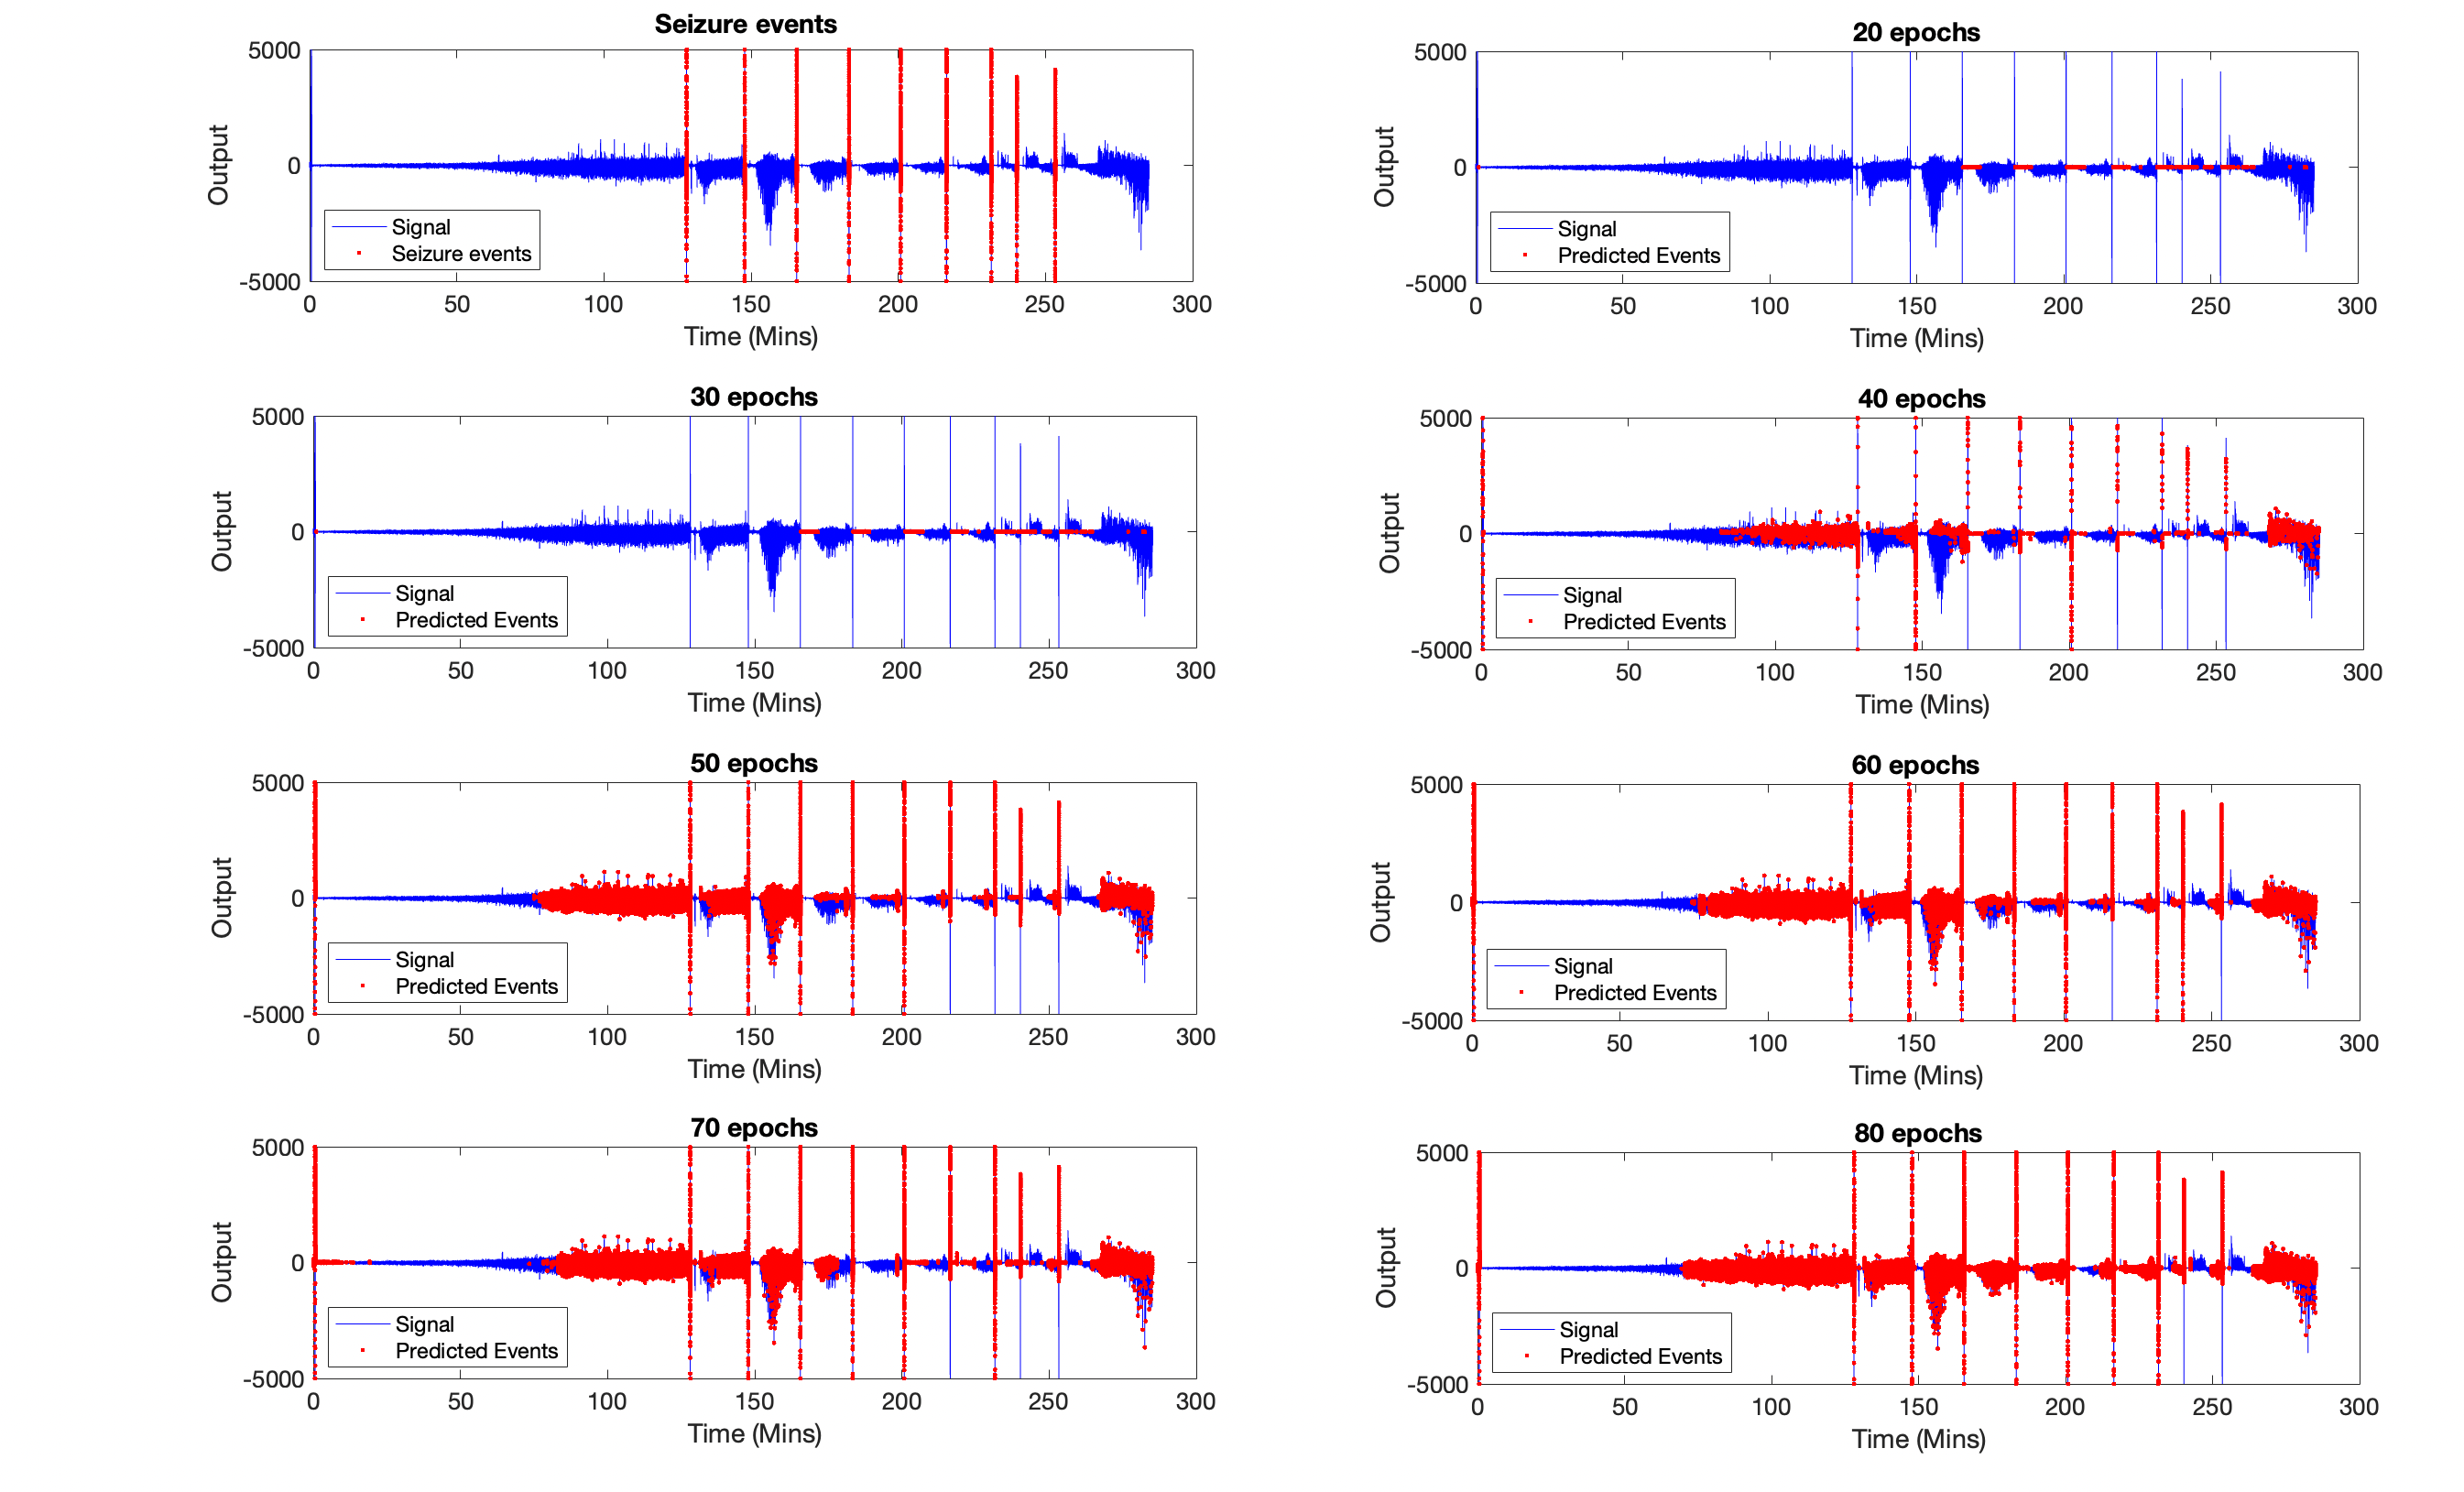 Seizure events
5000
0
-5000
Output
Signal
Seizure events
0 50 100 150 200 250 300
Time (Mins)
20 epochs
5000
0
-5000
Output
Signal
Predicted Events
0 50 100 150 200 250 300
Time (Mins)
30 epochs
5000
0
-5000
Output
Signal
Predicted Events
0 50 100 150 200 250 300
Time (Mins)
40 epochs
5000
0
-5000
Output
Signal
Predicted Events
0 50 100 150 200 250 300
Time (Mins)
50 epochs
5000
0
-5000
Output
Signal
Predicted Events
0 50 100 150 200 250 300
Time (Mins)
60 epochs
5000
0
-5000
Output
Signal
Predicted Events
0 50 100 150 200 250 300
Time (Mins)
70 epochs
5000
0
-5000
Output
Signal
Predicted Events
0 50 100 150 200 250 300
Time (Mins)
80 epochs
5000
0
-5000
Output
Signal
Predicted Events
0 50 100 150 200 250 300
Time (Mins)